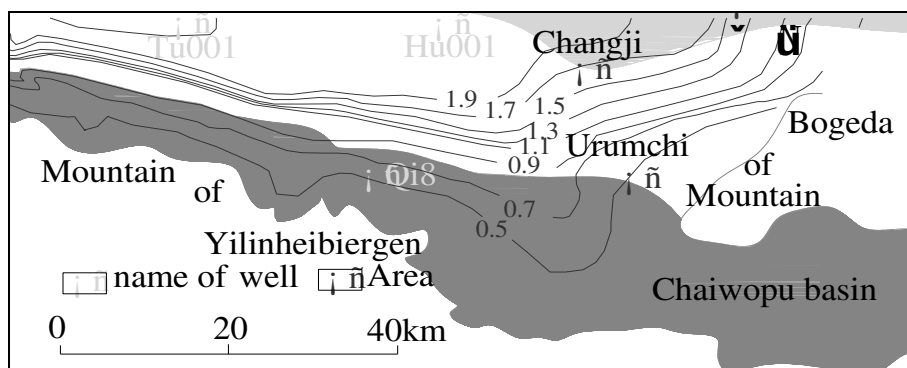 Tu001
Hu001
Changji
1.9
1.7
1.5
1.3
1.1
0.9
Urumchi
Bogeda
of
Mountain
Mountain
of
Yilinheibiergen
Qi8
0.7
0.5
name of well
Area
Chaiwopu basin
0 20 40km